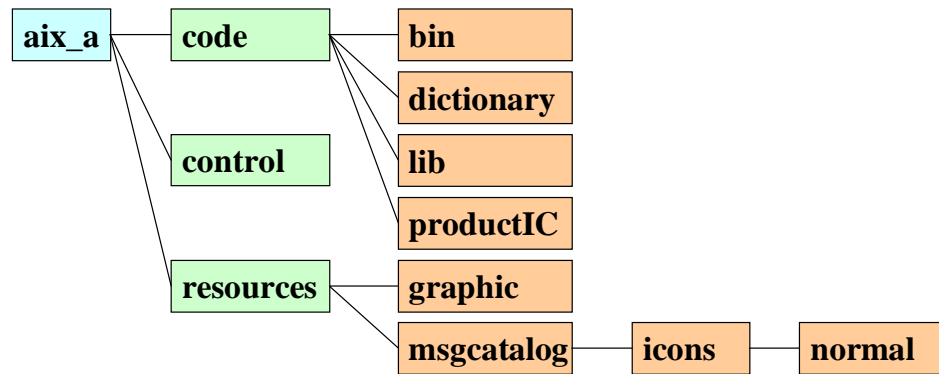 aix_a code bin
dictionary
control lib
productIC
resources graphic
msgcatalog icons normal